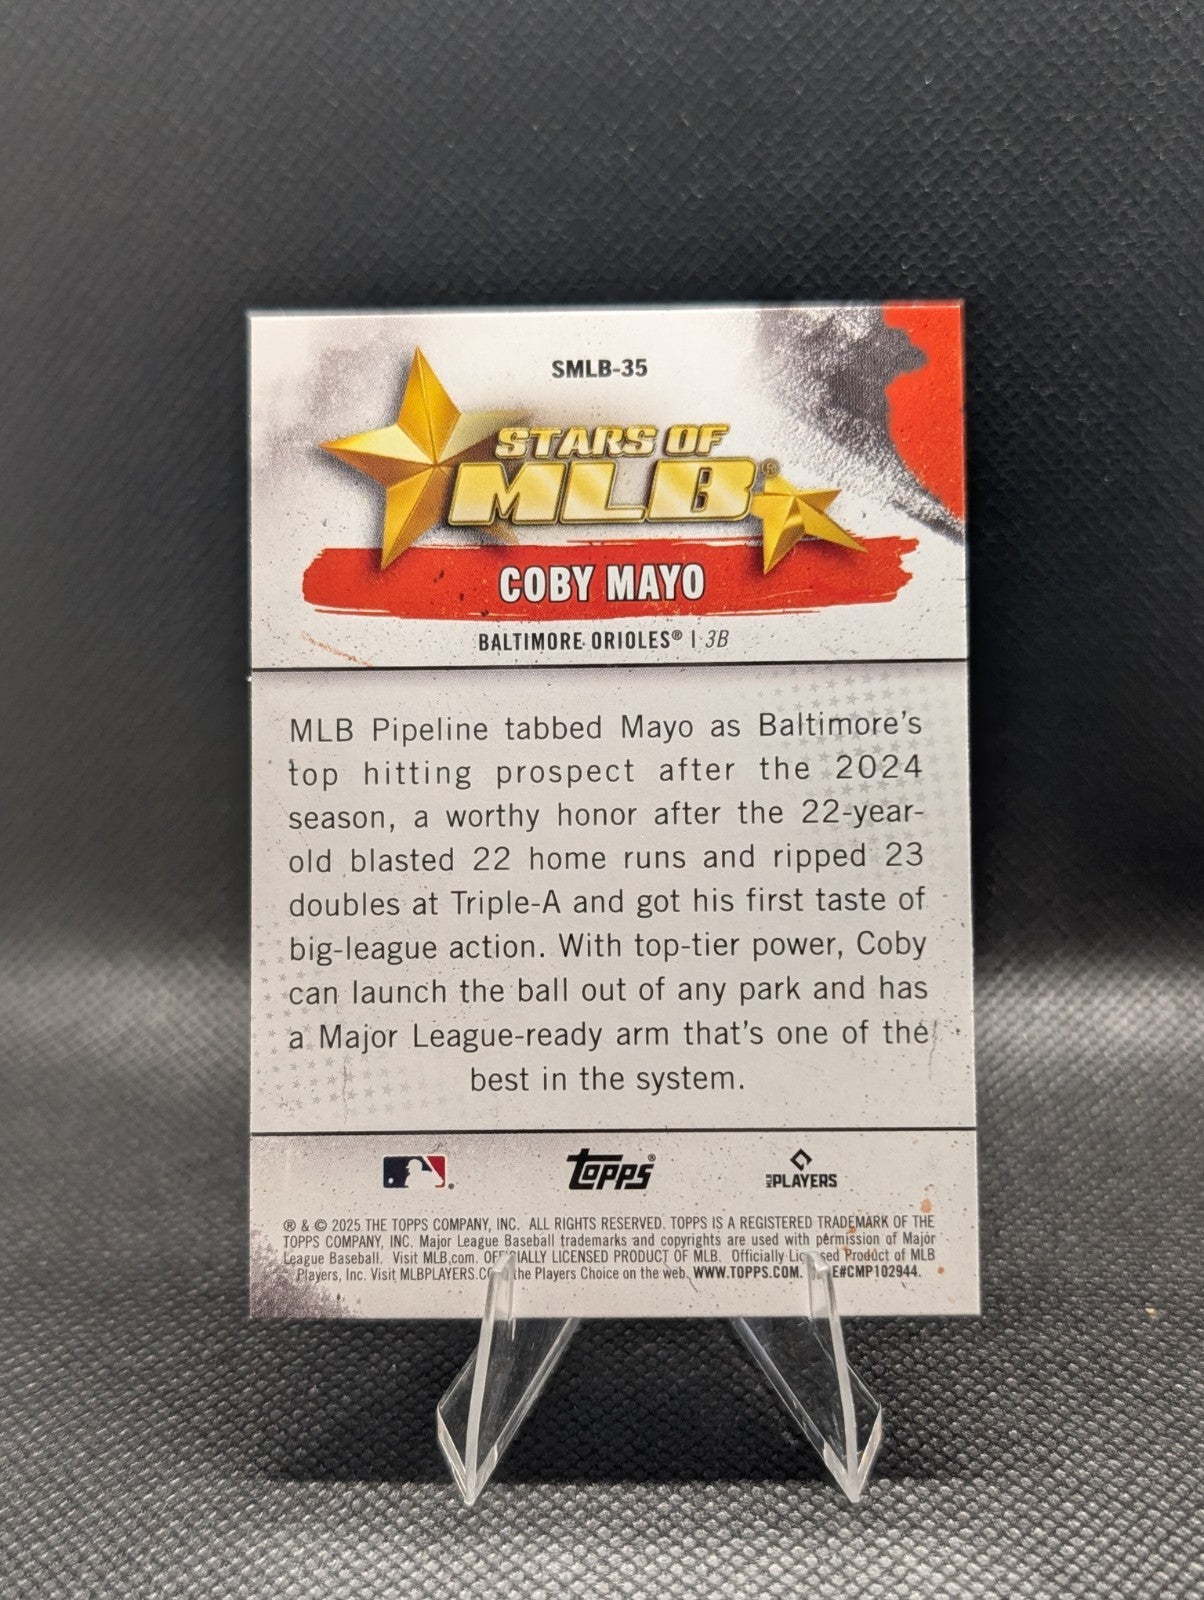 SMLB-35
STARS OF
MLB®
COBY MAYO
BALTIMORE ORIOLES® | 3B
MLB Pipeline tabbed Mayo as Baltimore's
top hitting prospect after the 2024
season, a worthy honor after the 22-year-
old blasted 22 home runs and ripped 23
doubles at Triple-A and got his first taste of
big-league action. With top-tier power, Coby
can launch the ball out of any park and has
a Major League-ready arm that's one of the
best in the system.
Topps®
MLB PLAYERS
® & © 2025 THE TOPPS COMPANY, INC. ALL RIGHTS RESERVED. TOPPS IS A REGISTERED TRADEMARK OF THE
TOPPS COMPANY, INC. Major League Baseball trademarks and copyrights are used with permission of Major
League Baseball. Visit MLB.com. OFFICIALLY LICENSED PRODUCT OF MLB. Officially Licensed Product of MLB
Players, Inc. Visit MLBPLAYERS.CO the Players Choice on the web. WWW.TOPPS.COM. E#CMP102944.